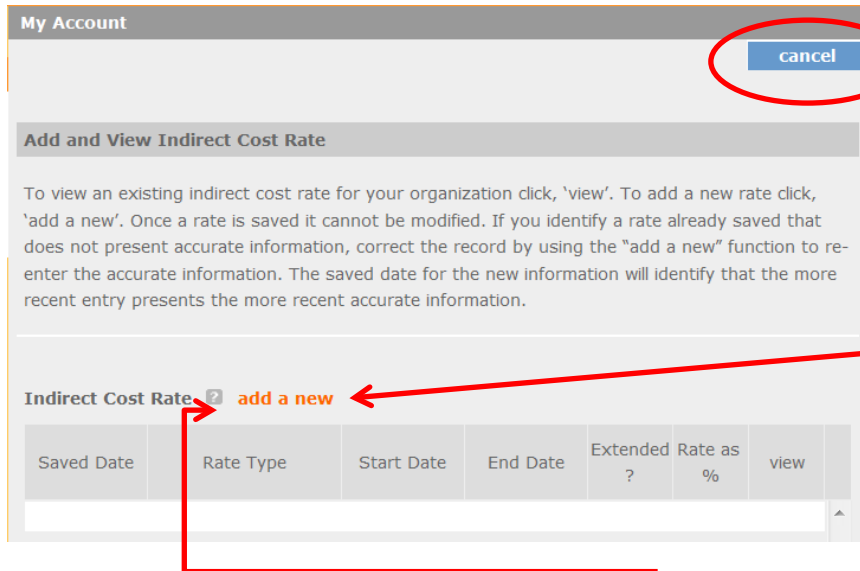 My Account
cancel
Add and View Indirect Cost Rate
To view an existing indirect cost rate for your organization click, ‘view’. To add a new rate click,
‘add a new’. Once a rate is saved it cannot be modified. If you identify a rate already saved that
does not present accurate information, correct the record by using the “add a new” function to re-
enter the accurate information. The saved date for the new information will identify that the more
recent entry presents the more recent accurate information.
Indirect Cost Rate ? add a new
Saved Date Rate Type Start Date End Date Extended ? Rate as % view